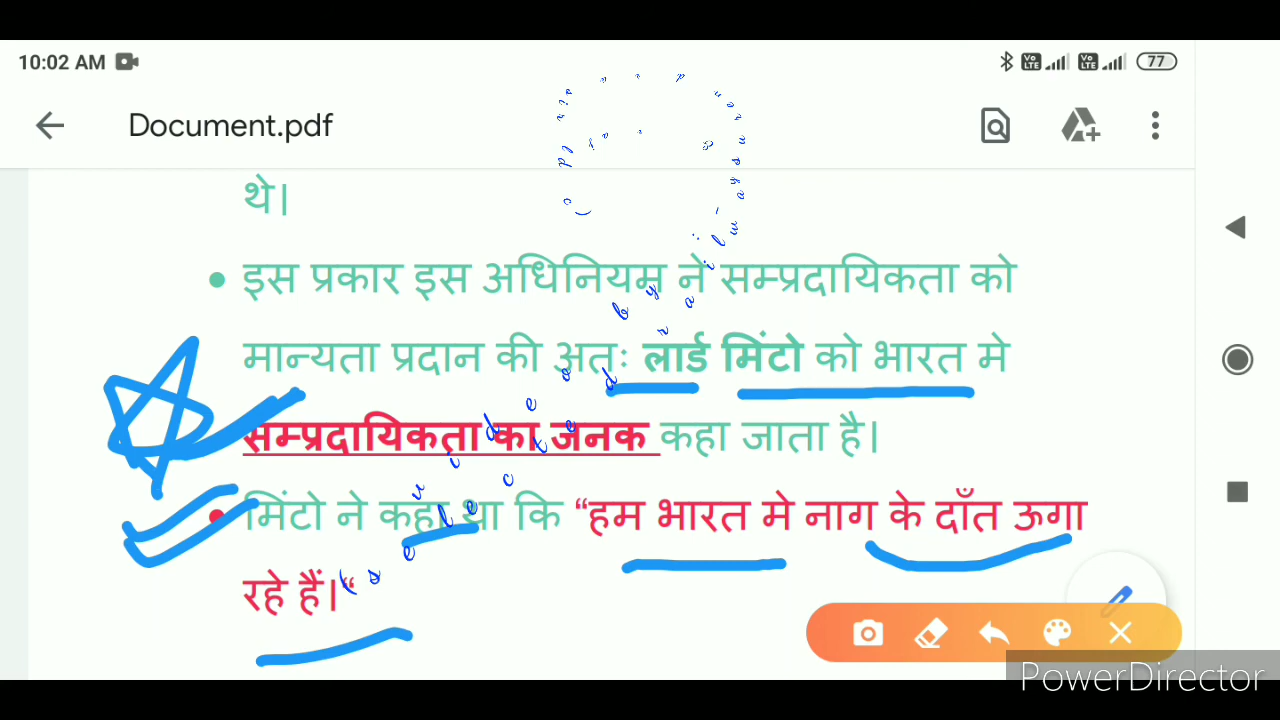 10:02 AM
77
Document.pdf
थे।
इस प्रकार इस अधिनियम ने सम्प्रदायिकता को
मान्यता प्रदान की अतः लार्ड मिंटो को भारत मे
सम्प्रदायिकता का जनक कहा जाता है।
मिंटो ने कहा था कि “हम भारत मे नाग के दाँत ऊगा
रहे हैं।“
PowerDirector